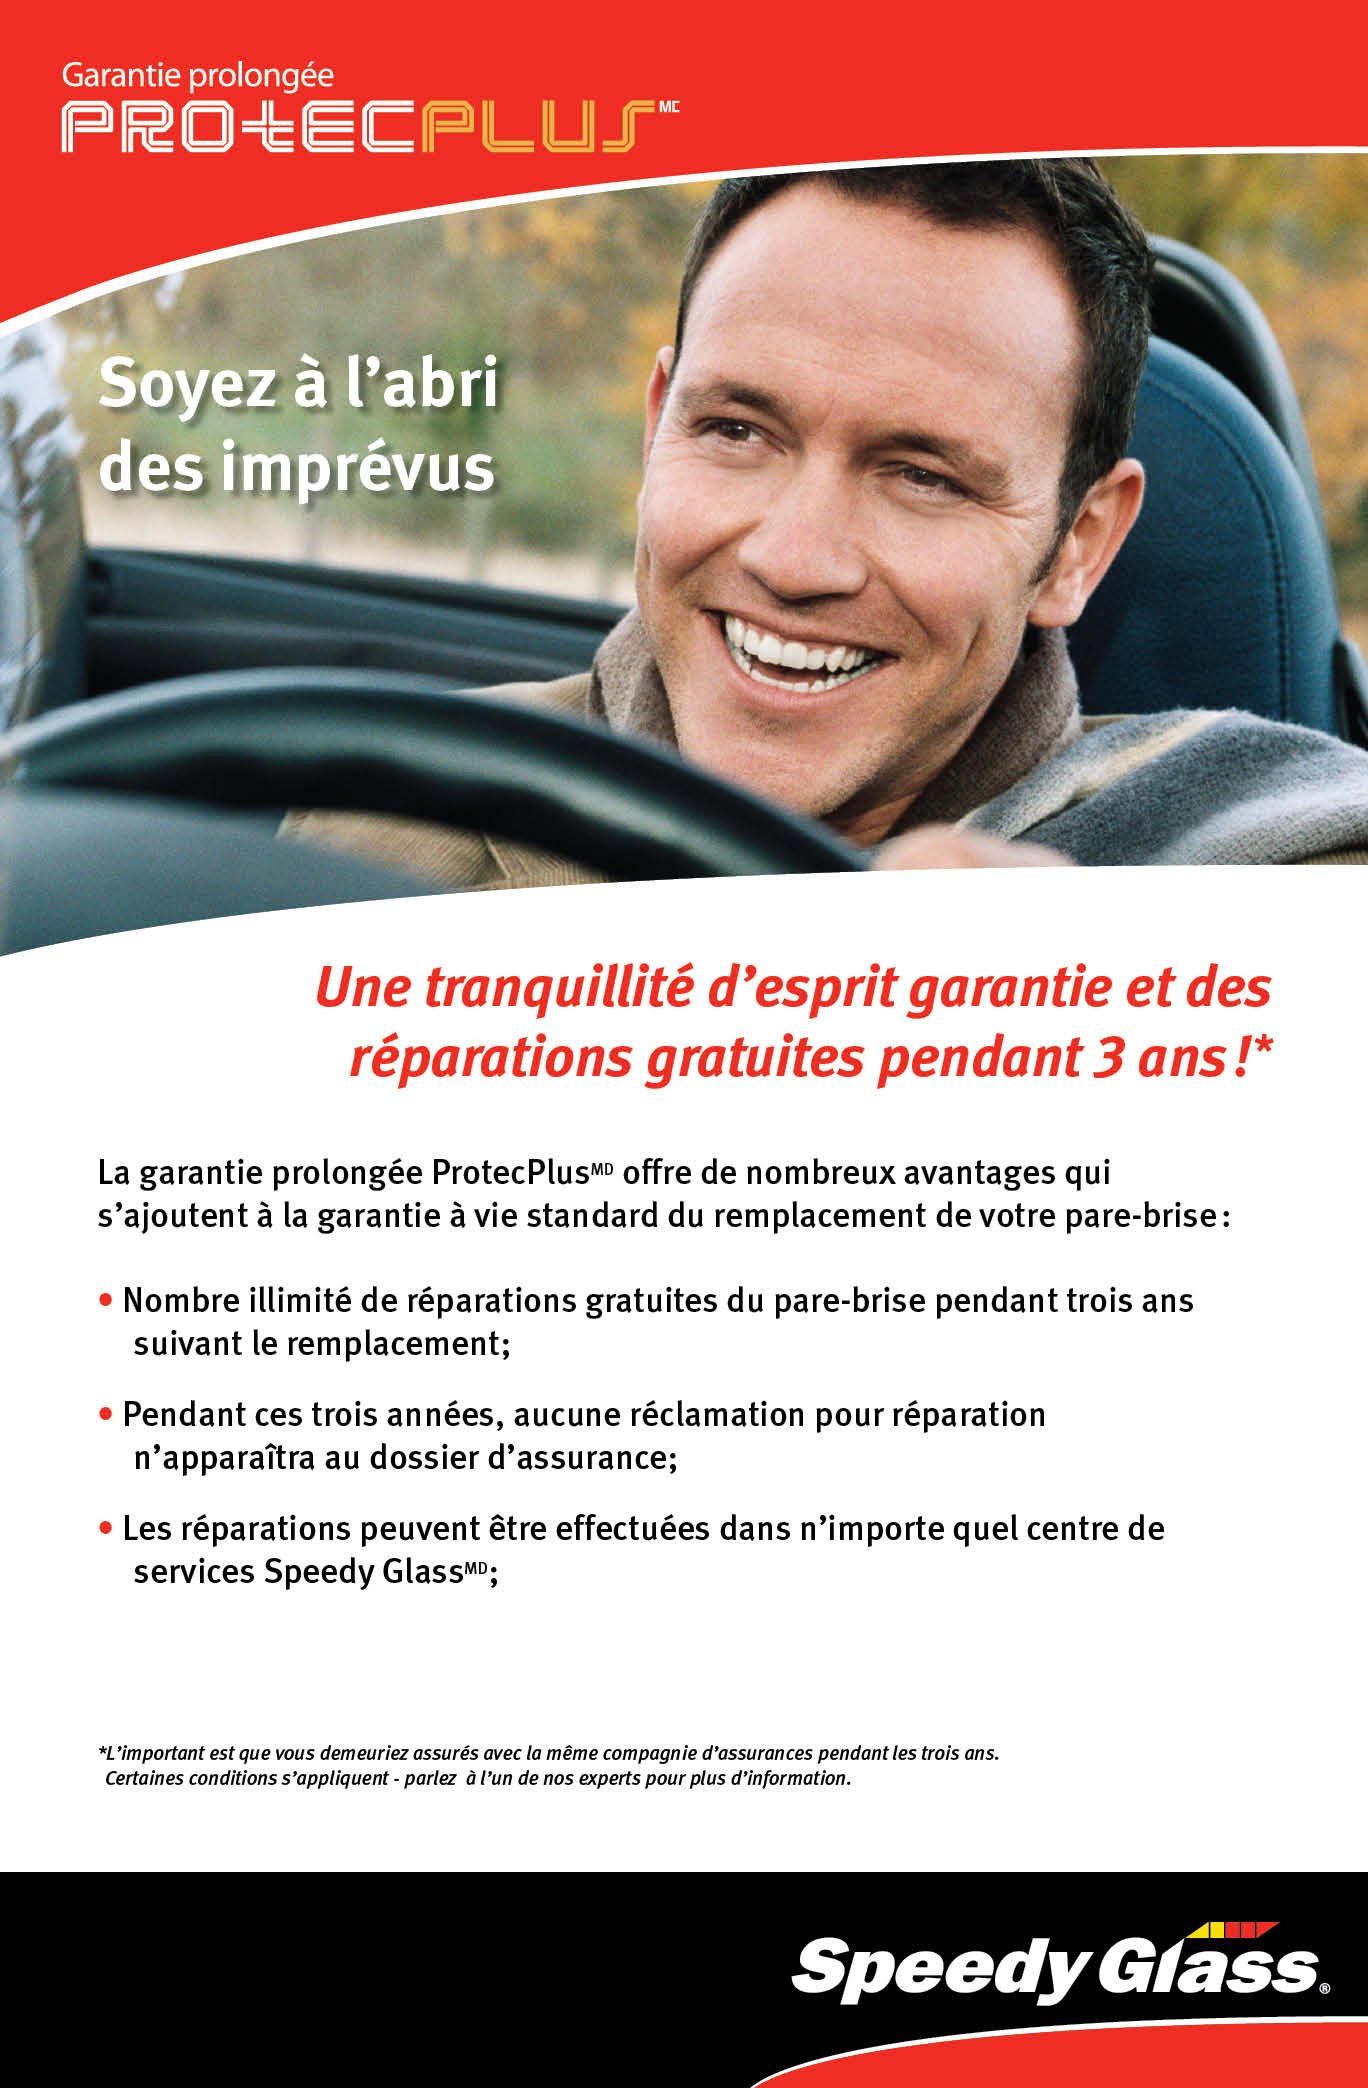 Garantie prolongée
PROTECPLUS MC
Soyez à l’abri
des imprévus
Une tranquillité d’esprit garantie et des
réparations gratuites pendant 3 ans !*
La garantie prolongée ProtecPlusMD offre de nombreux avantages qui
s’ajoutent à la garantie à vie standard du remplacement de votre pare-brise :
• Nombre illimité de réparations gratuites du pare-brise pendant trois ans
suivant le remplacement;
• Pendant ces trois années, aucune réclamation pour réparation
n’apparaîtra au dossier d’assurance;
• Les réparations peuvent être effectuées dans n’importe quel centre de
services Speedy GlassMD;
*L’important est que vous demeuriez assurés avec la même compagnie d’assurances pendant les trois ans.
Certaines conditions s’appliquent - parlez à l’un de nos experts pour plus d’information.
Speedy Glass®